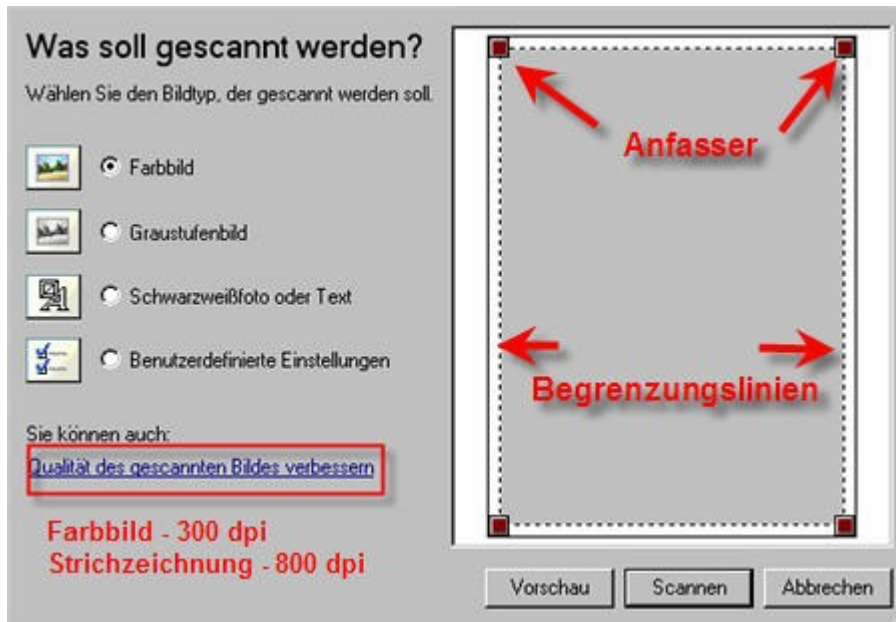 Was soll gescannt werden?
Wählen Sie den Bildtyp, der gescannt werden soll.
Farbbild
Graustufenbild
Schwarzweißfoto oder Text
Benutzerdefinierte Einstellungen
Sie können auch:
Qualität des gescannten Bildes verbessern
Farbbild - 300 dpi
Strichzeichnung - 800 dpi
Anfasser
Begrenzungslinien
Vorschau
Scannen
Abbrechen